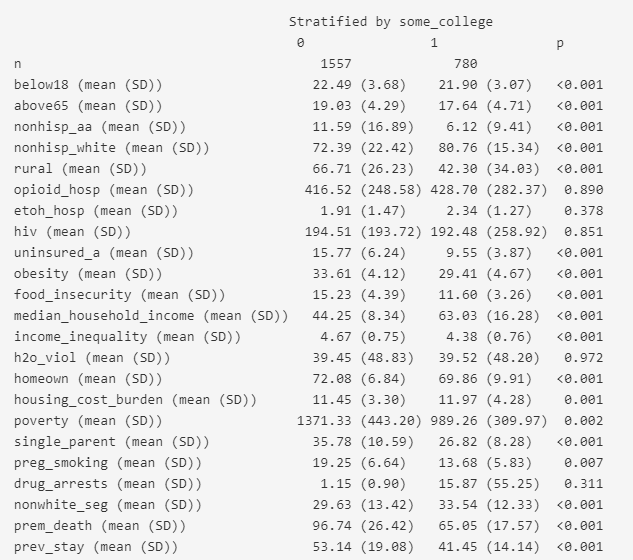 Stratified by some_college
0 1 p
n 1557 780
below18 (mean (SD)) 22.49 (3.68) 21.90 (3.07) <0.001
above65 (mean (SD)) 19.03 (4.29) 17.64 (4.71) <0.001
nonhisp_aa (mean (SD)) 11.59 (16.89) 6.12 (9.41) <0.001
nonhisp_white (mean (SD)) 72.39 (22.42) 80.76 (15.34) <0.001
rural (mean (SD)) 66.71 (26.23) 42.30 (34.03) <0.001
opioid_hosp (mean (SD)) 416.52 (248.58) 428.70 (282.37) 0.890
etoh_hosp (mean (SD)) 1.91 (1.47) 2.34 (1.27) 0.378
hiv (mean (SD)) 194.51 (193.72) 192.48 (258.92) 0.851
uninsured_a (mean (SD)) 15.77 (6.24) 9.55 (3.87) <0.001
obesity (mean (SD)) 33.61 (4.12) 29.41 (4.67) <0.001
food_insecurity (mean (SD)) 15.23 (4.39) 11.60 (3.26) <0.001
median_household_income (mean (SD)) 44.25 (8.34) 63.03 (16.28) <0.001
income_inequality (mean (SD)) 4.67 (0.75) 4.38 (0.76) <0.001
h2o_viol (mean (SD)) 39.45 (48.83) 39.52 (48.20) 0.972
homeown (mean (SD)) 72.08 (6.84) 69.86 (9.91) <0.001
housing_cost_burden (mean (SD)) 11.45 (3.30) 11.97 (4.28) 0.001
poverty (mean (SD)) 1371.33 (443.20) 989.26 (309.97) 0.002
single_parent (mean (SD)) 35.78 (10.59) 26.82 (8.28) <0.001
preg_smoking (mean (SD)) 19.25 (6.64) 13.68 (5.83) 0.007
drug_arrests (mean (SD)) 1.15 (0.90) 15.87 (55.25) 0.311
nonwhite_seg (mean (SD)) 29.63 (13.42) 33.54 (12.33) <0.001
prem_death (mean (SD)) 96.74 (26.42) 65.05 (17.57) <0.001
prev_stay (mean (SD)) 53.14 (19.08) 41.45 (14.14) <0.001